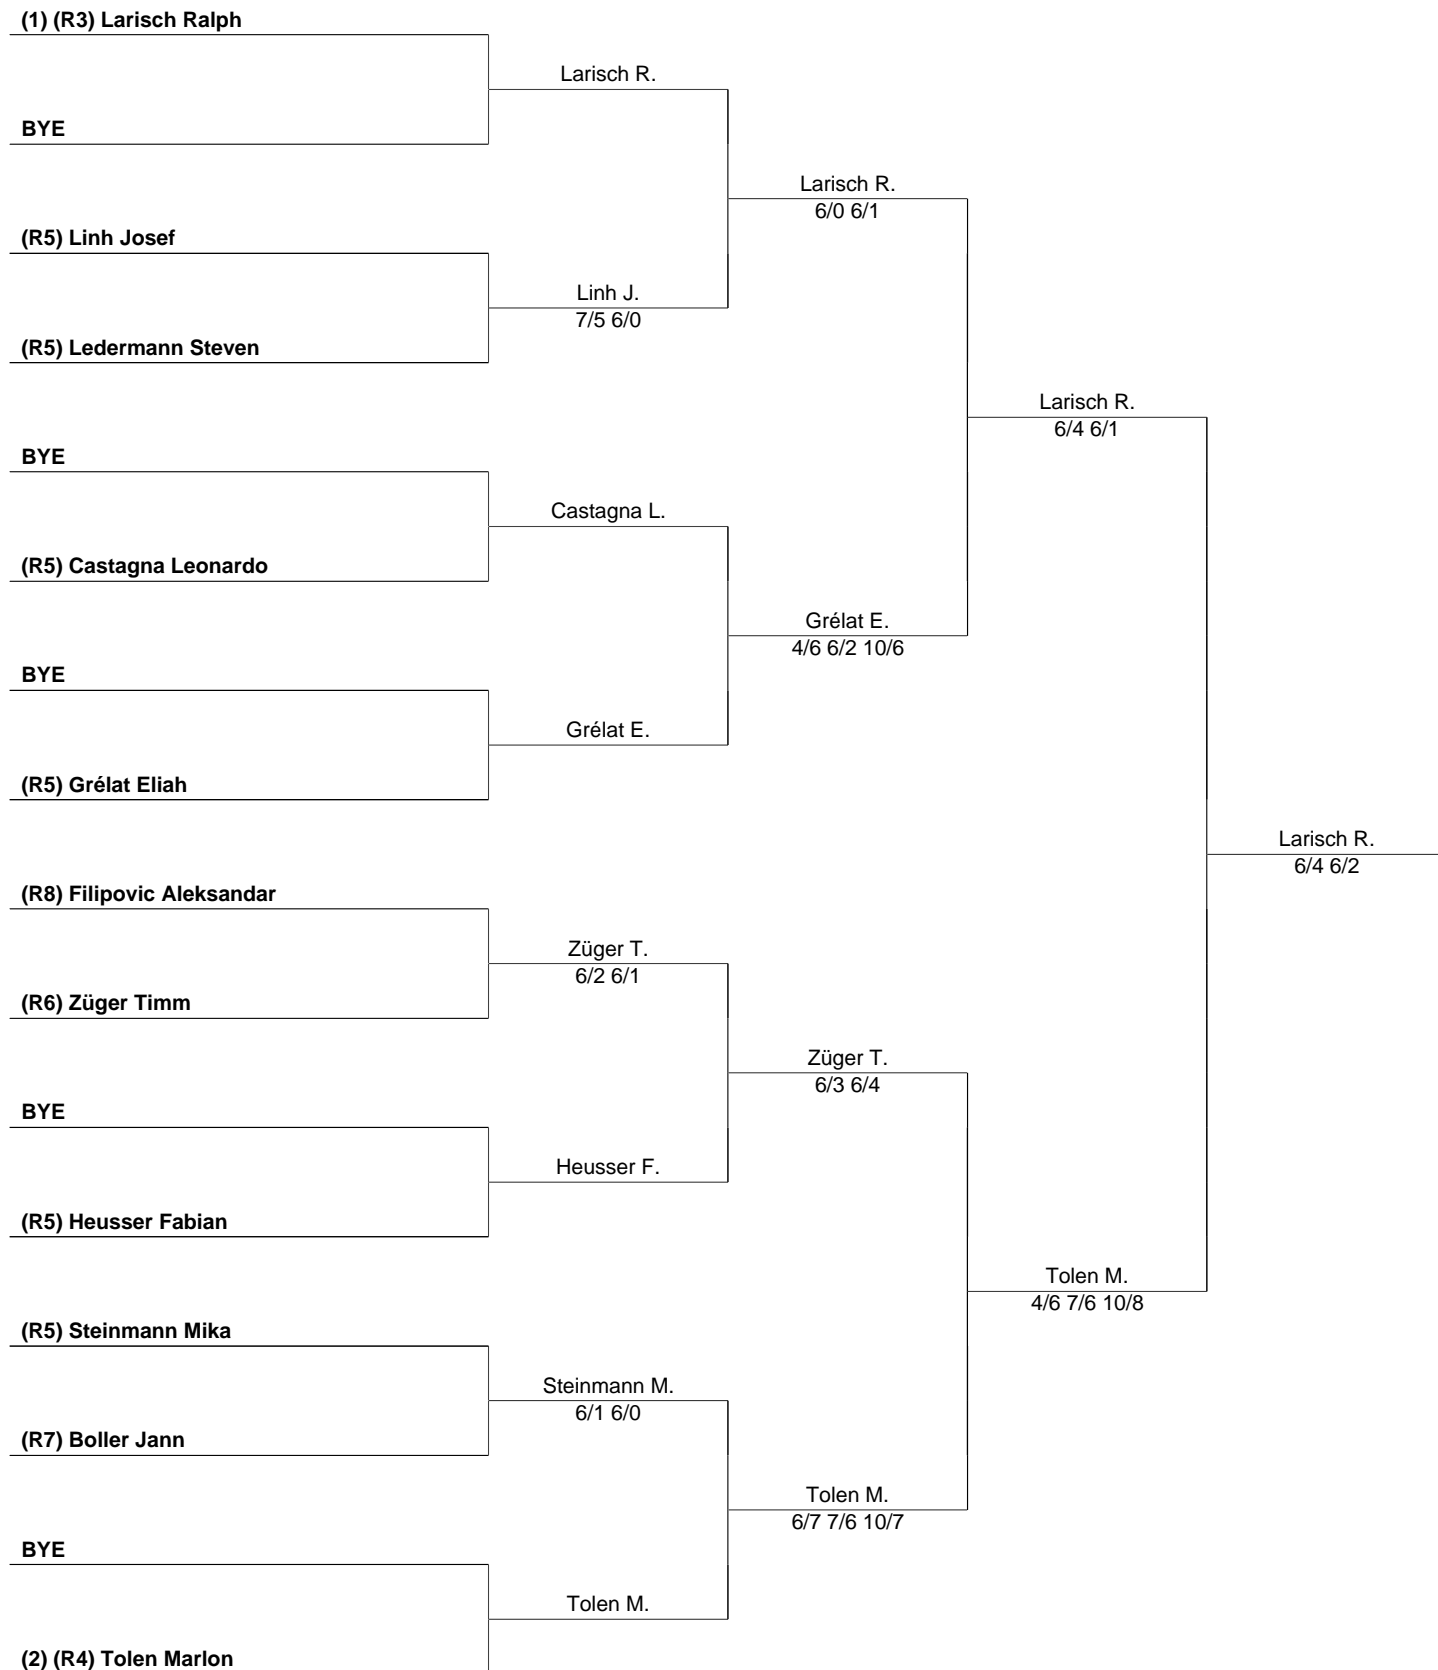 (1) (R3) Larisch Ralph
Larisch R.
BYE
Larisch R.
6/0 6/1
(R5) Linh Josef
Linh J.
7/5 6/0
(R5) Ledermann Steven
Larisch R.
6/4 6/1
BYE
Castagna L.
(R5) Castagna Leonardo
Grélat E.
4/6 6/2 10/6
BYE
Grélat E.
(R5) Grélat Eliah
Larisch R.
6/4 6/2
(R8) Filipovic Aleksandar
Züger T.
6/2 6/1
(R6) Züger Timm
Züger T.
6/3 6/4
BYE
Heusser F.
(R5) Heusser Fabian
Tolen M.
4/6 7/6 10/8
(R5) Steinmann Mika
Steinmann M.
6/1 6/0
(R7) Boller Jann
Tolen M.
6/7 7/6 10/7
BYE
Tolen M.
(2) (R4) Tolen Marlon